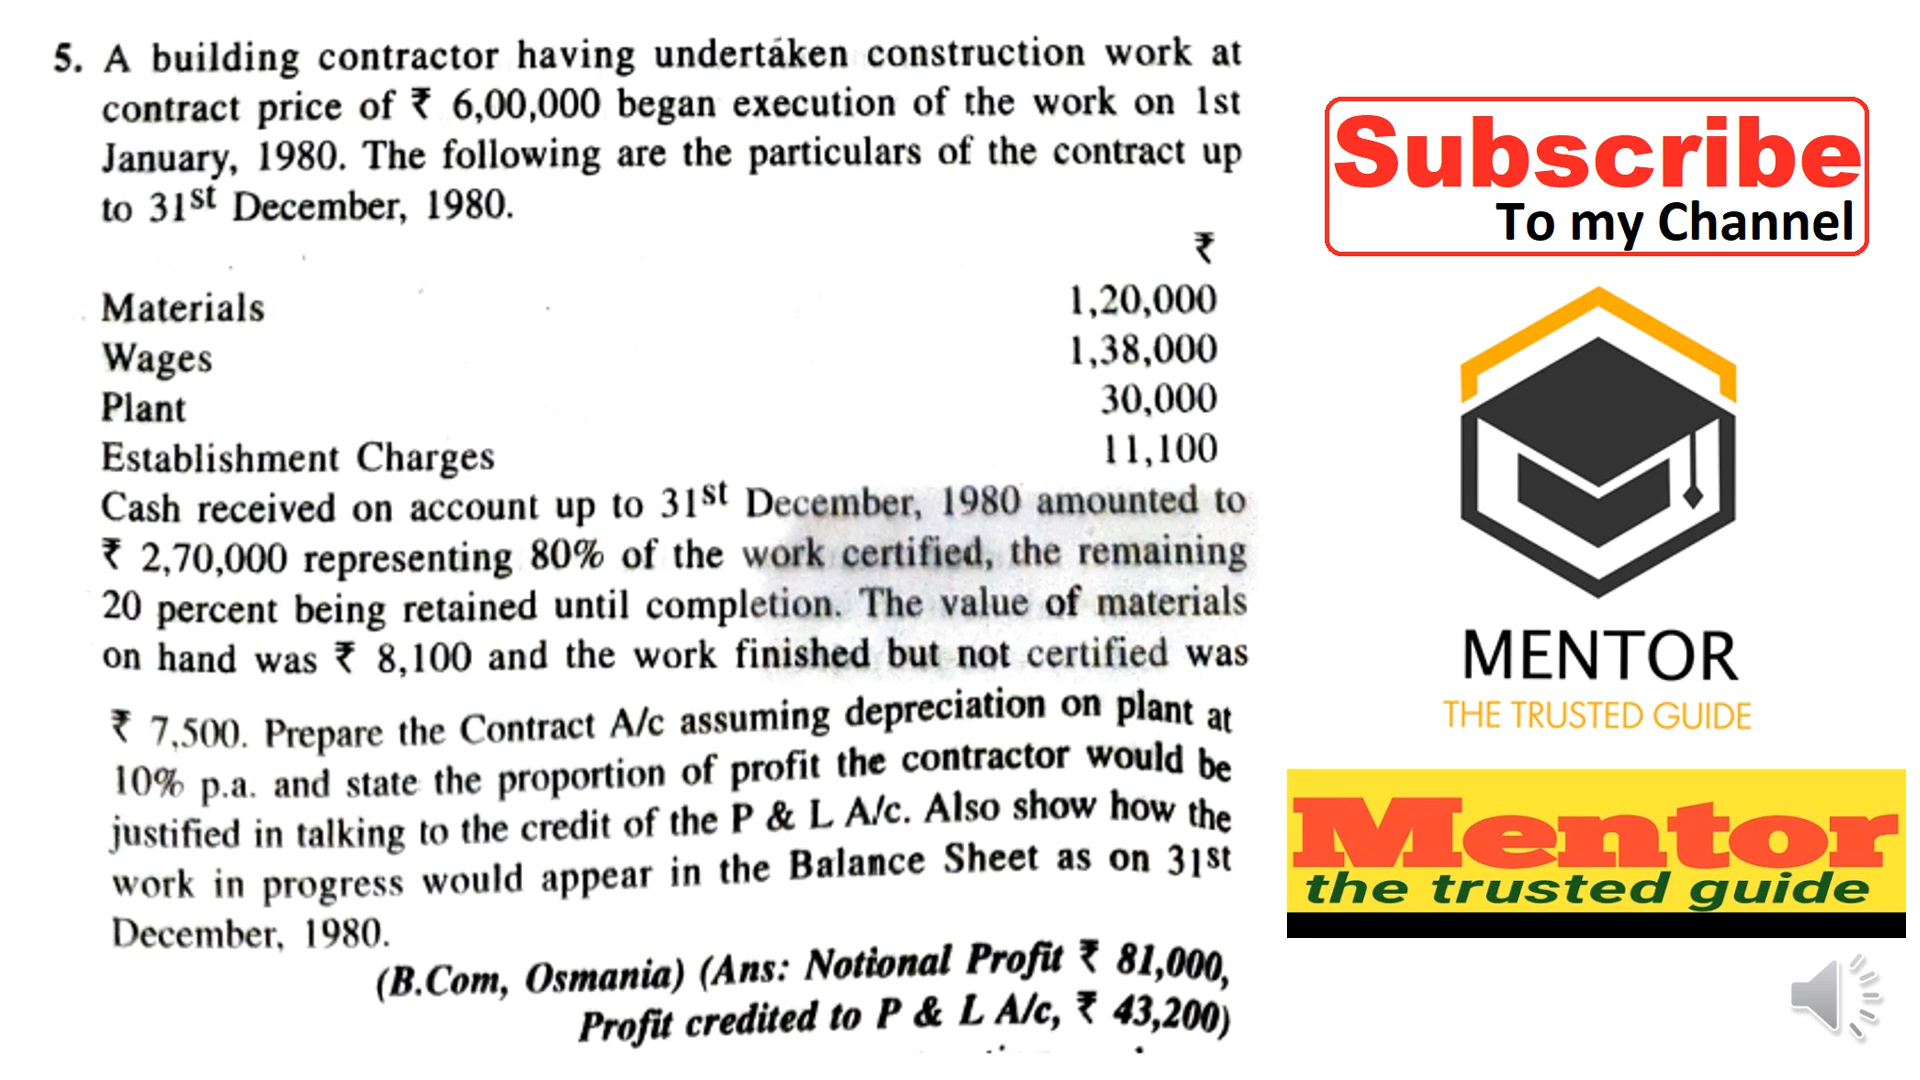 5. A building contractor having undertaken construction work at
contract price of ₹ 6,00,000 began execution of the work on 1st
January, 1980. The following are the particulars of the contract up
to 31st December, 1980.
₹
Materials 1,20,000
Wages 1,38,000
Plant 30,000
Establishment Charges 11,100
Cash received on account up to 31st December, 1980 amounted to
₹ 2,70,000 representing 80% of the work certified, the remaining
20 percent being retained until completion. The value of materials
on hand was ₹ 8,100 and the work finished but not certified was
₹ 7,500. Prepare the Contract A/c assuming depreciation on plant at
10% p.a. and state the proportion of profit the contractor would be
justified in talking to the credit of the P & L A/c. Also show how the
work in progress would appear in the Balance Sheet as on 31st
December, 1980.
(B.Com, Osmania) (Ans: Notional Profit ₹ 81,000,
Profit credited to P & L A/c, ₹ 43,200)
Subscribe
To my Channel
MENTOR
THE TRUSTED GUIDE
Mentor
the trusted guide